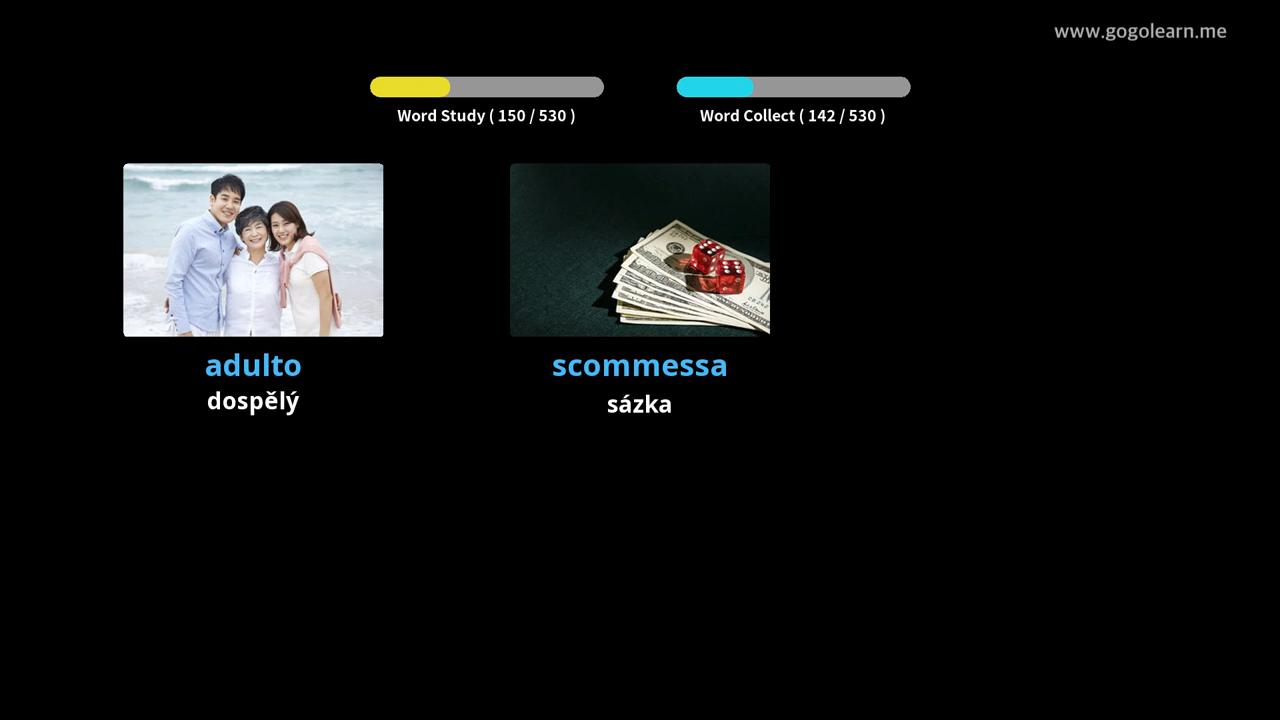 www.gogolearn.me
Word Study ( 150 / 530 )
Word Collect ( 142 / 530 )
adulto
dospělý
scommessa
sázka